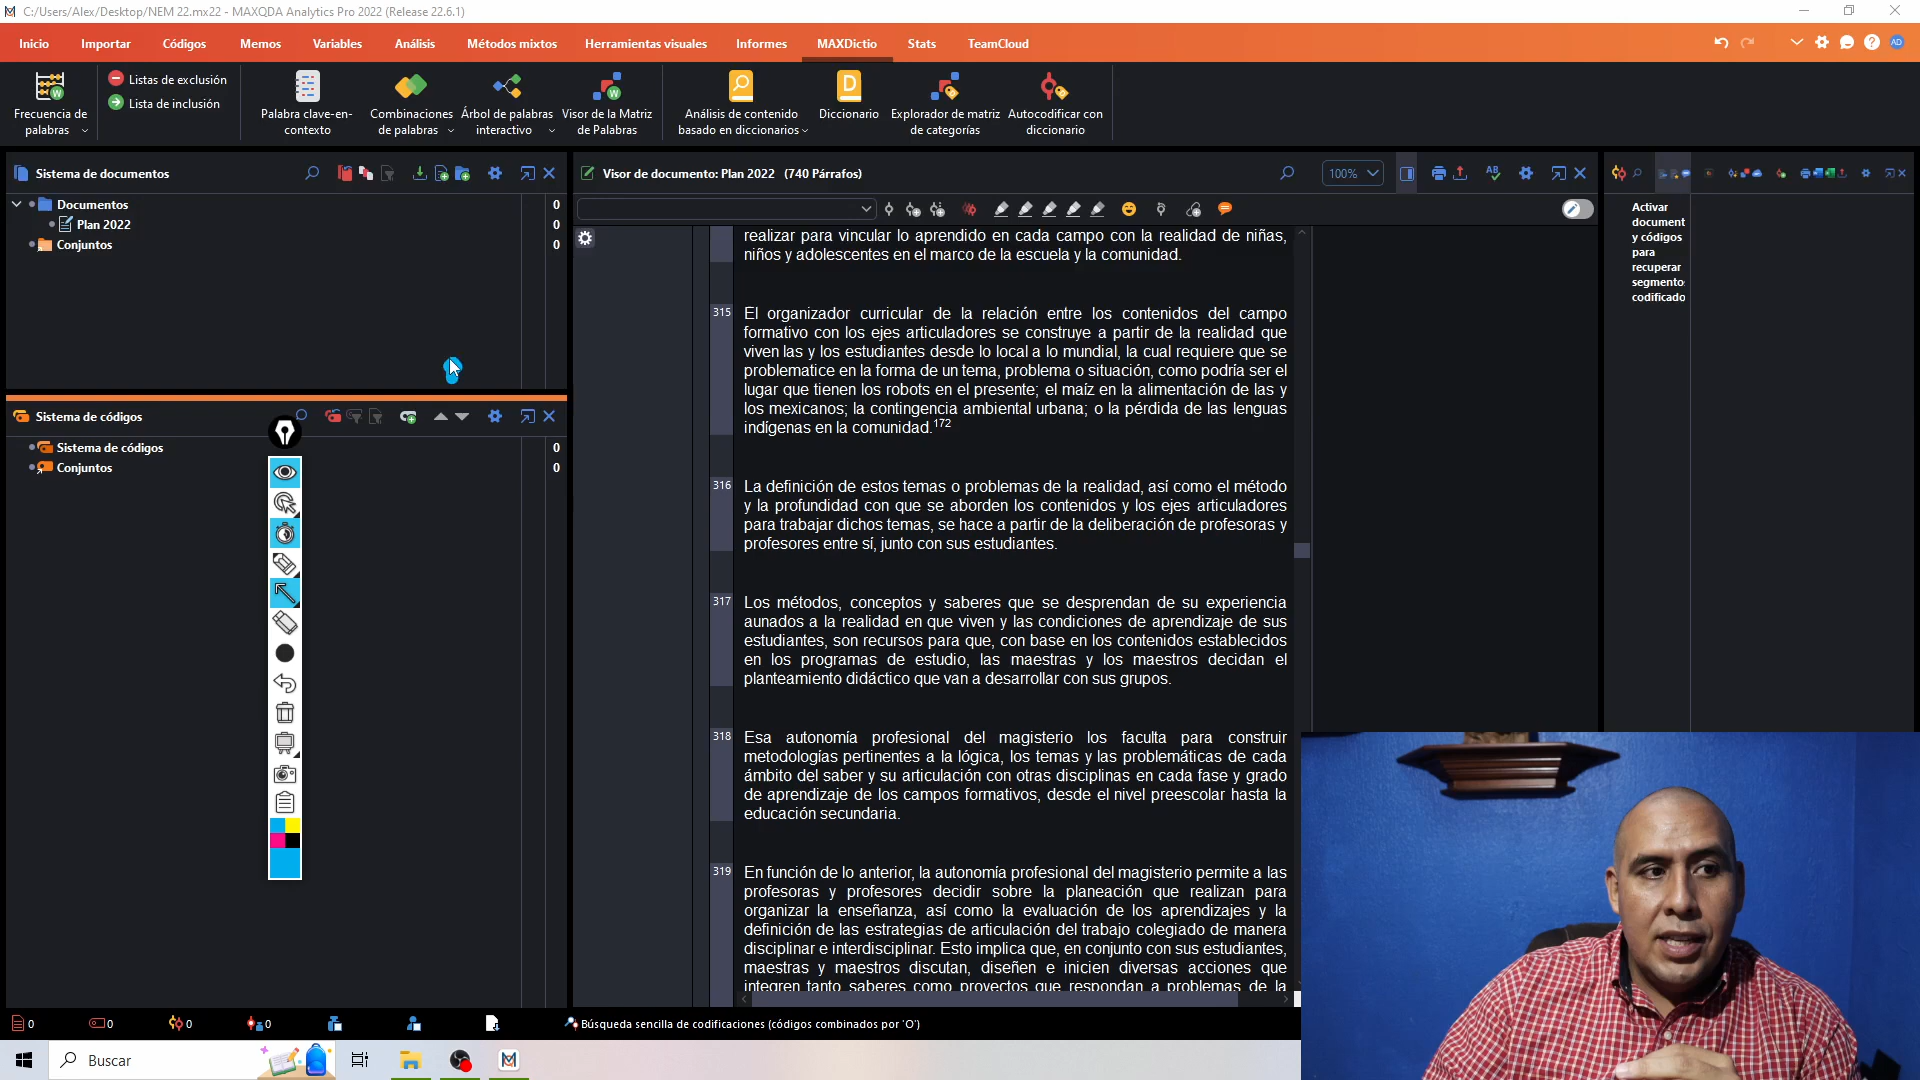 C:/Users/Alex/Desktop/NEM 22.mx22 - MAXQDA Analytics Pro 2022 (Release 22.6.1)
Inicio Importar Códigos Memos Variables Análisis Métodos mixtos Herramientas visuales Informes MAXDictio Stats TeamCloud
AD
Frecuencia de palabras
Listas de exclusión
Lista de inclusión
Palabra clave-en-contexto
Combinaciones de palabras
Árbol de palabras interactivo
Visor de la Matriz de Palabras
Análisis de contenido basado en diccionarios
Diccionario
Explorador de matriz de categorías
Autocodificar con diccionario
Sistema de documentos
Documentos 0
Plan 2022 0
Conjuntos 0
Sistema de códigos
Sistema de códigos 0
Conjuntos 0
Visor de documento: Plan 2022 (740 Párrafos)
100%
realizar para vincular lo aprendido en cada campo con la realidad de niñas,
niños y adolescentes en el marco de la escuela y la comunidad.
315 El organizador curricular de la relación entre los contenidos del campo
formativo con los ejes articuladores se construye a partir de la realidad que
viven las y los estudiantes desde lo local a lo mundial, la cual requiere que se
problematice en la forma de un tema, problema o situación, como podría ser el
lugar que tienen los robots en el presente; el maíz en la alimentación de las y
los mexicanos; la contingencia ambiental urbana; o la pérdida de las lenguas
indígenas en la comunidad.172
316 La definición de estos temas o problemas de la realidad, así como el método
y la profundidad con que se aborden los contenidos y los ejes articuladores
para trabajar dichos temas, se hace a partir de la deliberación de profesoras y
profesores entre sí, junto con sus estudiantes.
317 Los métodos, conceptos y saberes que se desprendan de su experiencia
aunados a la realidad en que viven y las condiciones de aprendizaje de sus
estudiantes, son recursos para que, con base en los contenidos establecidos
en los programas de estudio, las maestras y los maestros decidan el
planteamiento didáctico que van a desarrollar con sus grupos.
318 Esa autonomía profesional del magisterio los faculta para construir
metodologías pertinentes a la lógica, los temas y las problemáticas de cada
ámbito del saber y su articulación con otras disciplinas en cada fase y grado
de aprendizaje de los campos formativos, desde el nivel preescolar hasta la
educación secundaria.
319 En función de lo anterior, la autonomía profesional del magisterio permite a las
profesoras y profesores decidir sobre la planeación que realizan para
organizar la enseñanza, así como la evaluación de los aprendizajes y la
definición de las estrategias de articulación del trabajo colegiado de manera
disciplinar e interdisciplinar. Esto implica que, en conjunto con sus estudiantes,
maestras y maestros discutan, diseñen e inicien diversas acciones que
integren tanto saberes como proyectos que respondan a problemas de la
Activar
document
y códigos
para
recuperar
segmento
codificado
0 0 0 0
Búsqueda sencilla de codificaciones (códigos combinados por 'O')
Buscar